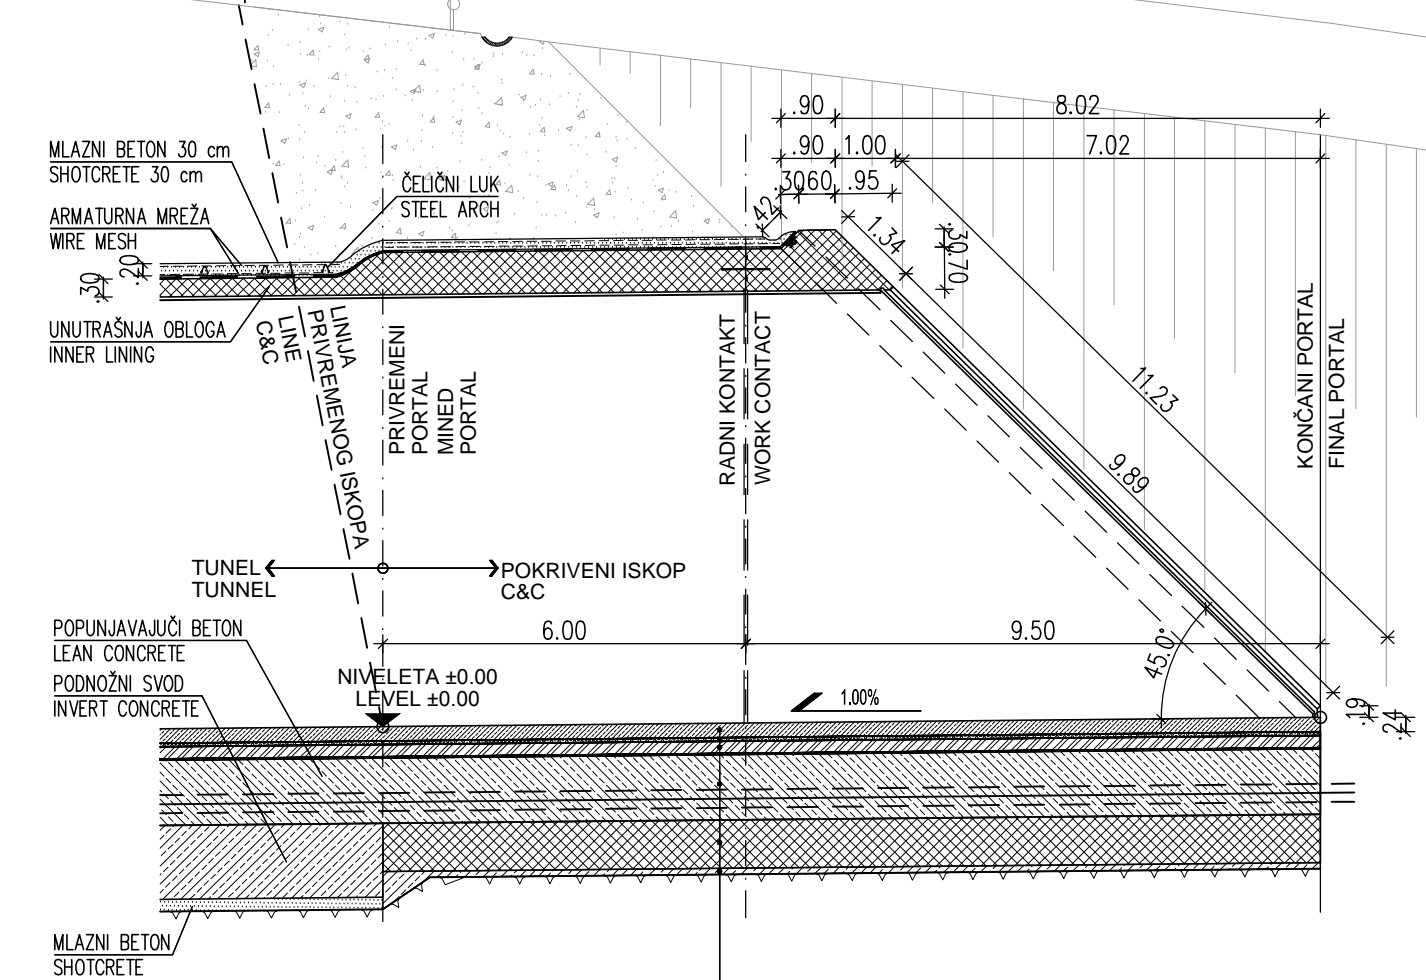 .90
8.02
.90
1.00
7.02
.30
.60
.95
.42
1.34
.30
.70
MLAZNI BETON 30 cm
SHOTCRETE 30 cm
ARMATURNA MREŽA
WIRE MESH
ČELIČNI LUK
STEEL ARCH
.20
.30
UNUTRAŠNJA OBLOGA
INNER LINING
LINIJA
PRIVREMENOG ISKOPA
LINE
C&C
PRIVREMENI
PORTAL
MINED
PORTAL
RADNI KONTAKT
WORK CONTACT
KONČANI PORTAL
FINAL PORTAL
11.23
9.89
TUNEL
TUNNEL
POKRIVENI ISKOP
C&C
6.00
9.50
45.0°
POPUNJAVAJUČI BETON
LEAN CONCRETE
PODNOŽNI SVOD
INVERT CONCRETE
NIVELETA ±0.00
LEVEL ±0.00
1.00%
.19
.24
MLAZNI BETON
SHOTCRETE